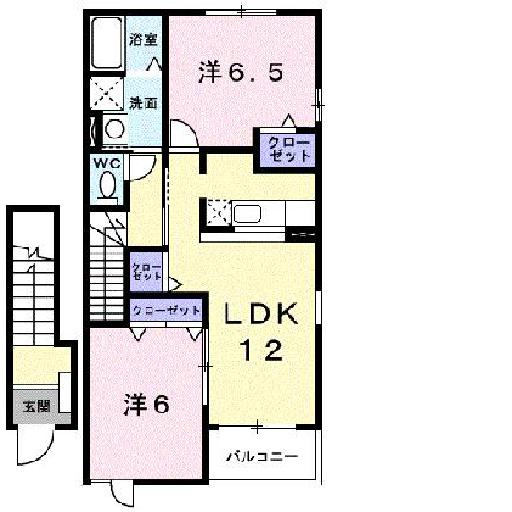 浴室
洋6.5
洗面
クロー
ゼット
WC
クロー
ゼット
クローゼット
LDK
12
洋6
玄関
バルコニー